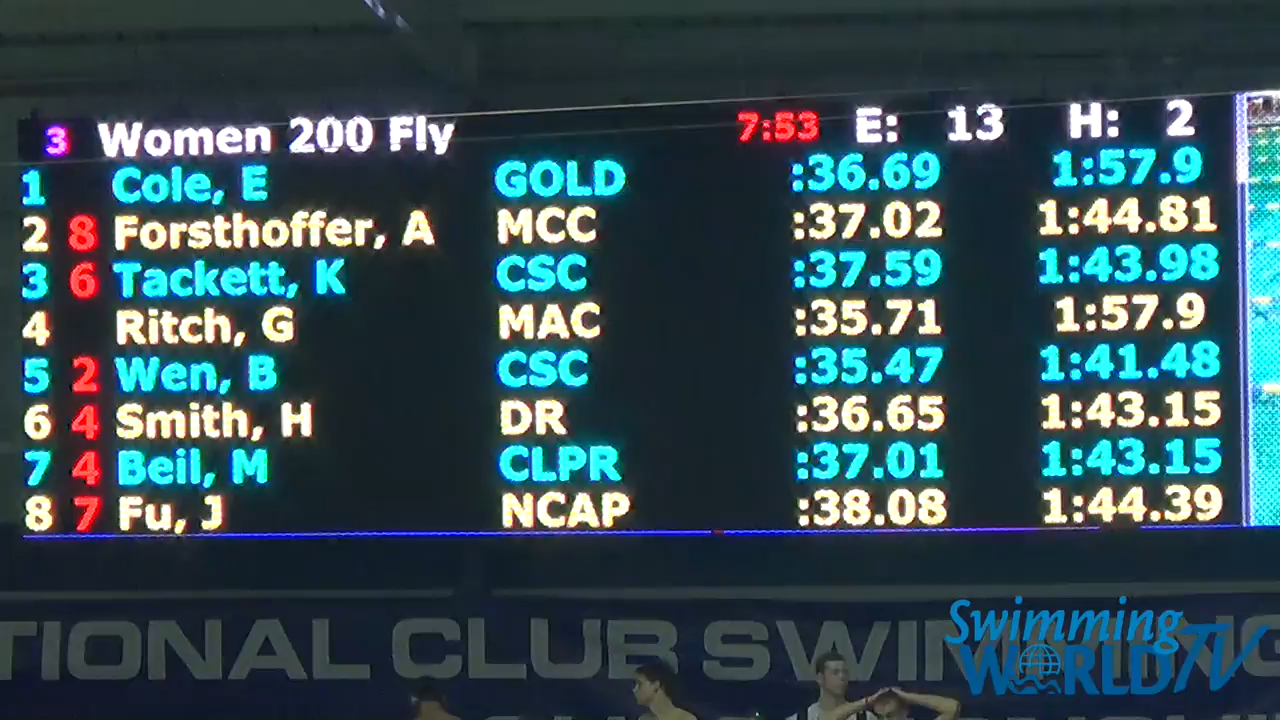 3 Women 200 Fly 7:53 E: 13 H: 2
1 Cole, E GOLD :36.69 1:57.9
2 8 Forsthoffer, A MCC :37.02 1:44.81
3 6 Tackett, K CSC :37.59 1:43.98
4 Ritch, G MAC :35.71 1:57.9
5 2 Wen, B CSC :35.47 1:41.48
6 4 Smith, H DR :36.65 1:43.15
7 4 Beil, M CLPR :37.01 1:43.15
8 7 Fu, J NCAP :38.08 1:44.39
TIONAL CLUB SWIM
Swimming
WORLD TV